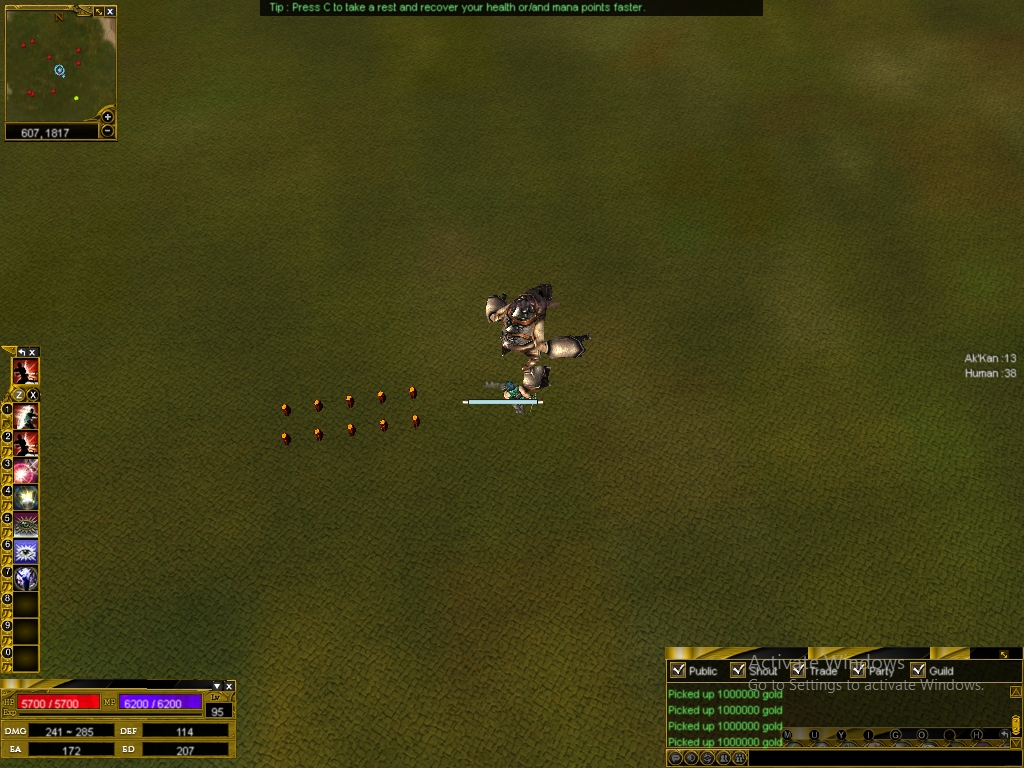 Tip : Press C to take a rest and recover your health or/and mana points faster.
N
607, 1817
Ak'Kan :13
Human :38
Z X
1
2
3
4
5
6
7
8
9
0
HP 5700 / 5700 MP 6200 / 6200 Lv
Exp 95
DMG 241 ~ 285 DEF 114
EA 172 ED 207
Public Shout Trade Party Guild
Activate Windows
Go to Settings to activate Windows.
Picked up 1000000 gold
Picked up 1000000 gold
Picked up 1000000 gold
Picked up 1000000 gold
M U Y I G O H